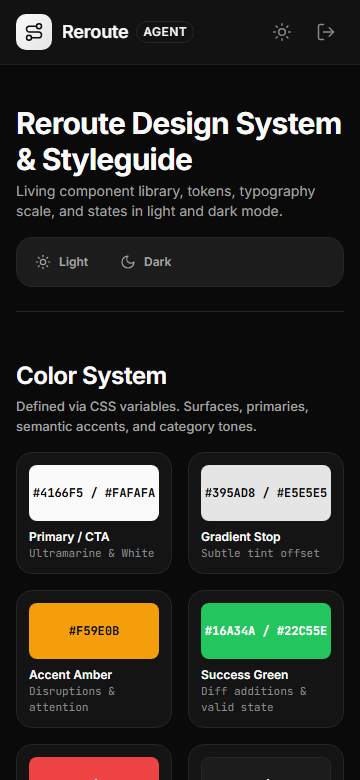 Reroute AGENT
Reroute Design System
& Styleguide
Living component library, tokens, typography
scale, and states in light and dark mode.
Light Dark
Color System
Defined via CSS variables. Surfaces, primaries,
semantic accents, and category tones.
#4166F5 / #FAFAFA
Primary / CTA
Ultramarine & White
#395AD8 / #E5E5E5
Gradient Stop
Subtle tint offset
#F59E0B
Accent Amber
Disruptions &
attention
#16A34A / #22C55E
Success Green
Diff additions &
valid state